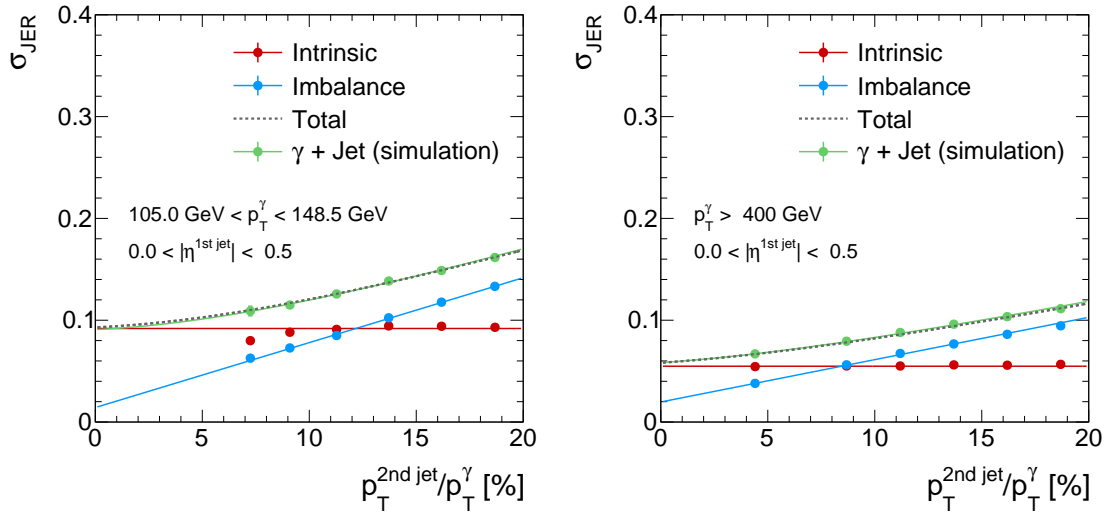 σ_JER
0.4
0.3
0.2
0.1
0
Intrinsic
Imbalance
Total
γ + Jet (simulation)
105.0 GeV < p_T^γ < 148.5 GeV
0.0 < |η^{1st jet}| < 0.5
0 5 10 15 20
p_T^{2nd jet}/p_T^γ [%]
σ_JER
0.4
0.3
0.2
0.1
0
Intrinsic
Imbalance
Total
γ + Jet (simulation)
p_T^γ > 400 GeV
0.0 < |η^{1st jet}| < 0.5
0 5 10 15 20
p_T^{2nd jet}/p_T^γ [%]